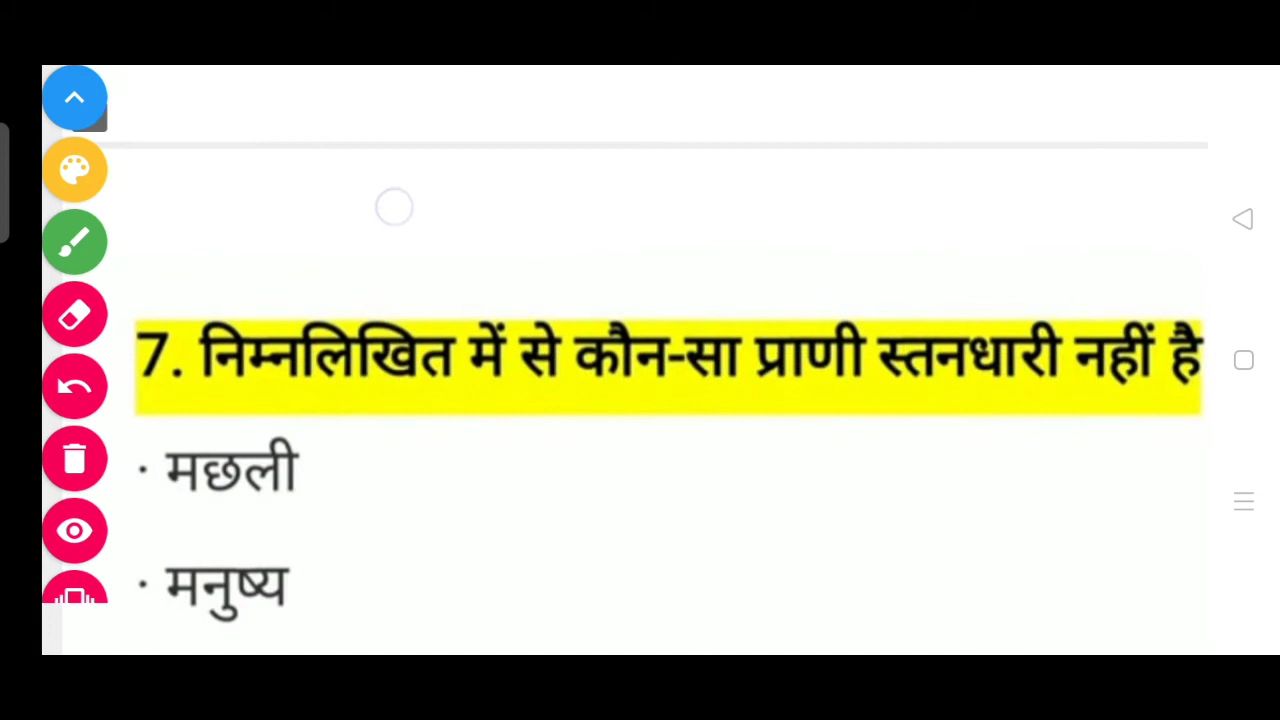 7. निम्नलिखित में से कौन-सा प्राणी स्तनधारी नहीं है
· मछली
· मनुष्य